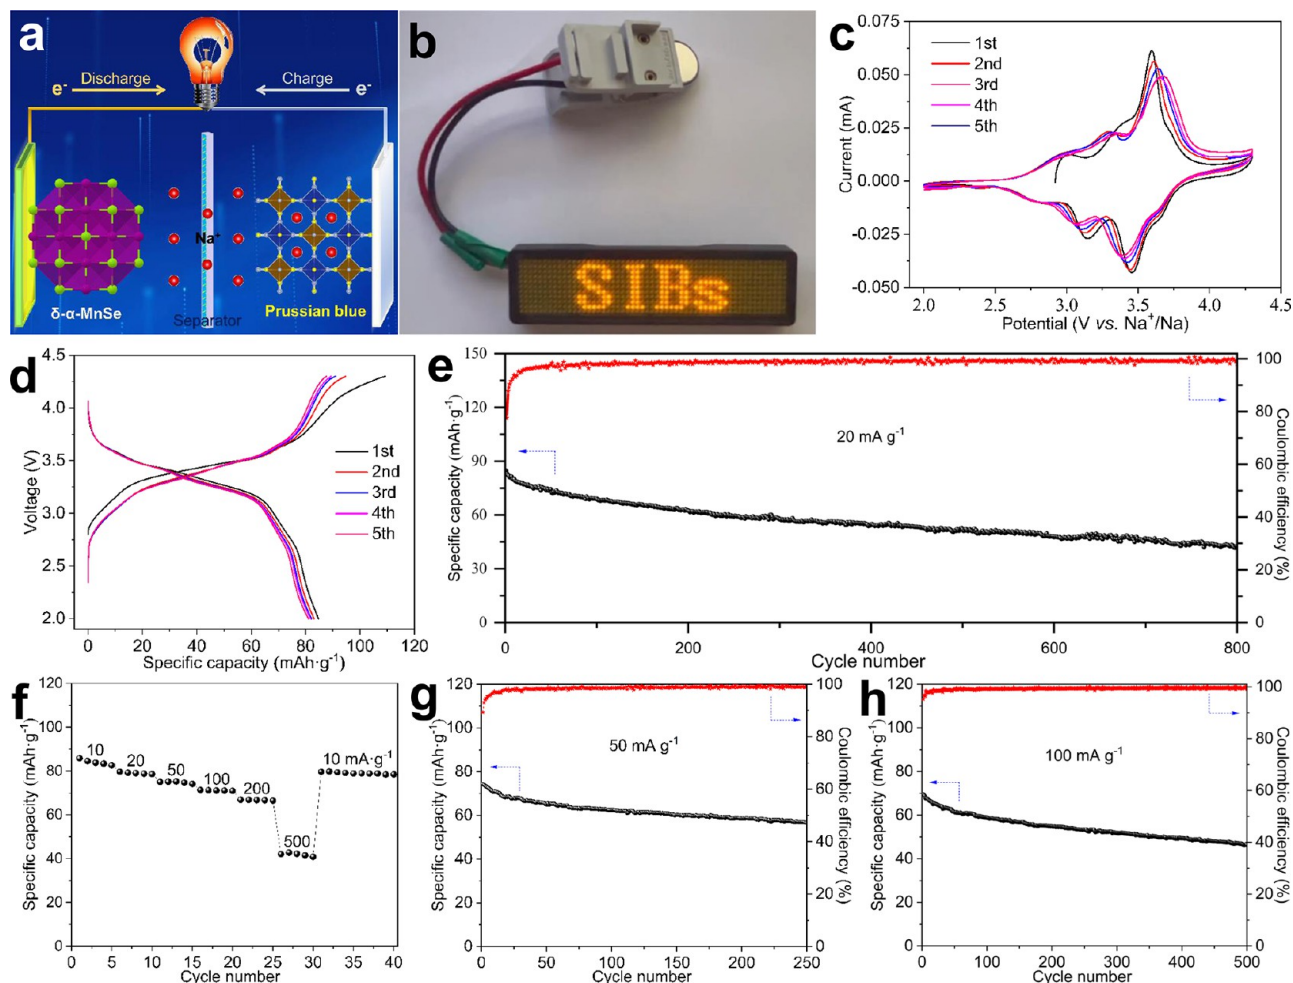 a
Discharge
Charge
e-
e-
Na+
δ-α-MnSe
Separator
Prussian blue
b
SIBs
c
0.075
0.050
0.025
0.000
-0.025
-0.050
Current (mA)
1st
2nd
3rd
4th
5th
2.0
2.5
3.0
3.5
4.0
4.5
Potential (V vs. Na+/Na)
d
4.5
4.0
3.5
3.0
2.5
2.0
Voltage (V)
1st
2nd
3rd
4th
5th
0
20
40
60
80
100
120
Specific capacity (mAh·g-1)
e
150
120
90
60
30
0
Specific capacity (mAh·g-1)
20 mA g-1
100
80
60
40
20
0
Coulombic efficiency (%)
0
200
400
600
800
Cycle number
f
120
100
80
60
40
20
0
Specific capacity (mAh·g-1)
10
20
50
100
200
500
10 mA·g-1
0
5
10
15
20
25
30
35
40
Cycle number
g
120
100
80
60
40
20
0
Specific capacity (mAh·g-1)
50 mA g-1
100
80
60
40
20
0
Coulombic efficiency (%)
0
50
100
150
200
250
Cycle number
h
120
100
80
60
40
20
0
Specific capacity (mAh·g-1)
100 mA g-1
100
80
60
40
20
0
Coulombic efficiency (%)
0
100
200
300
400
500
Cycle number